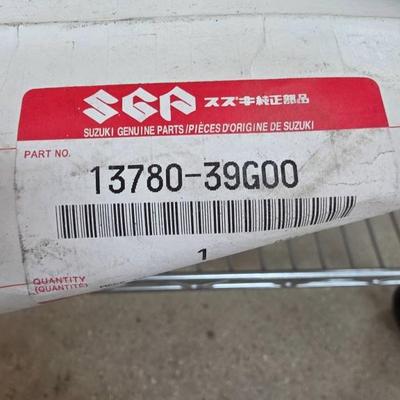 SGP スズキ純正部品
SUZUKI GENUINE PARTS/PIÈCES D'ORIGINE DE SUZUKI
PART NO.
13780-39G00
1
QUANTITY
(QUANTITÉ)